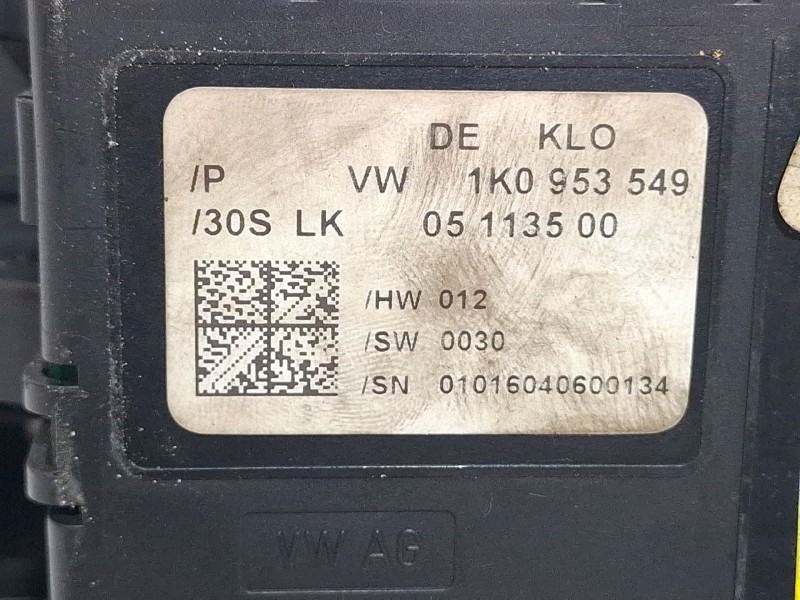 DE KLO
/P VW 1K0 953 549
/30S LK 05 1135 00
/HW 012
/SW 0030
/SN 01016040600134
VW AG